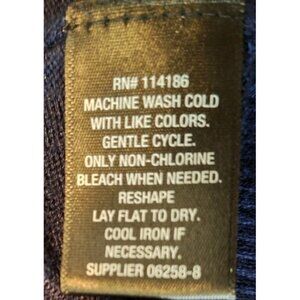 RN# 114186
MACHINE WASH COLD
WITH LIKE COLORS.
GENTLE CYCLE.
ONLY NON-CHLORINE
BLEACH WHEN NEEDED.
RESHAPE
LAY FLAT TO DRY.
COOL IRON IF
NECESSARY.
SUPPLIER 06258-8